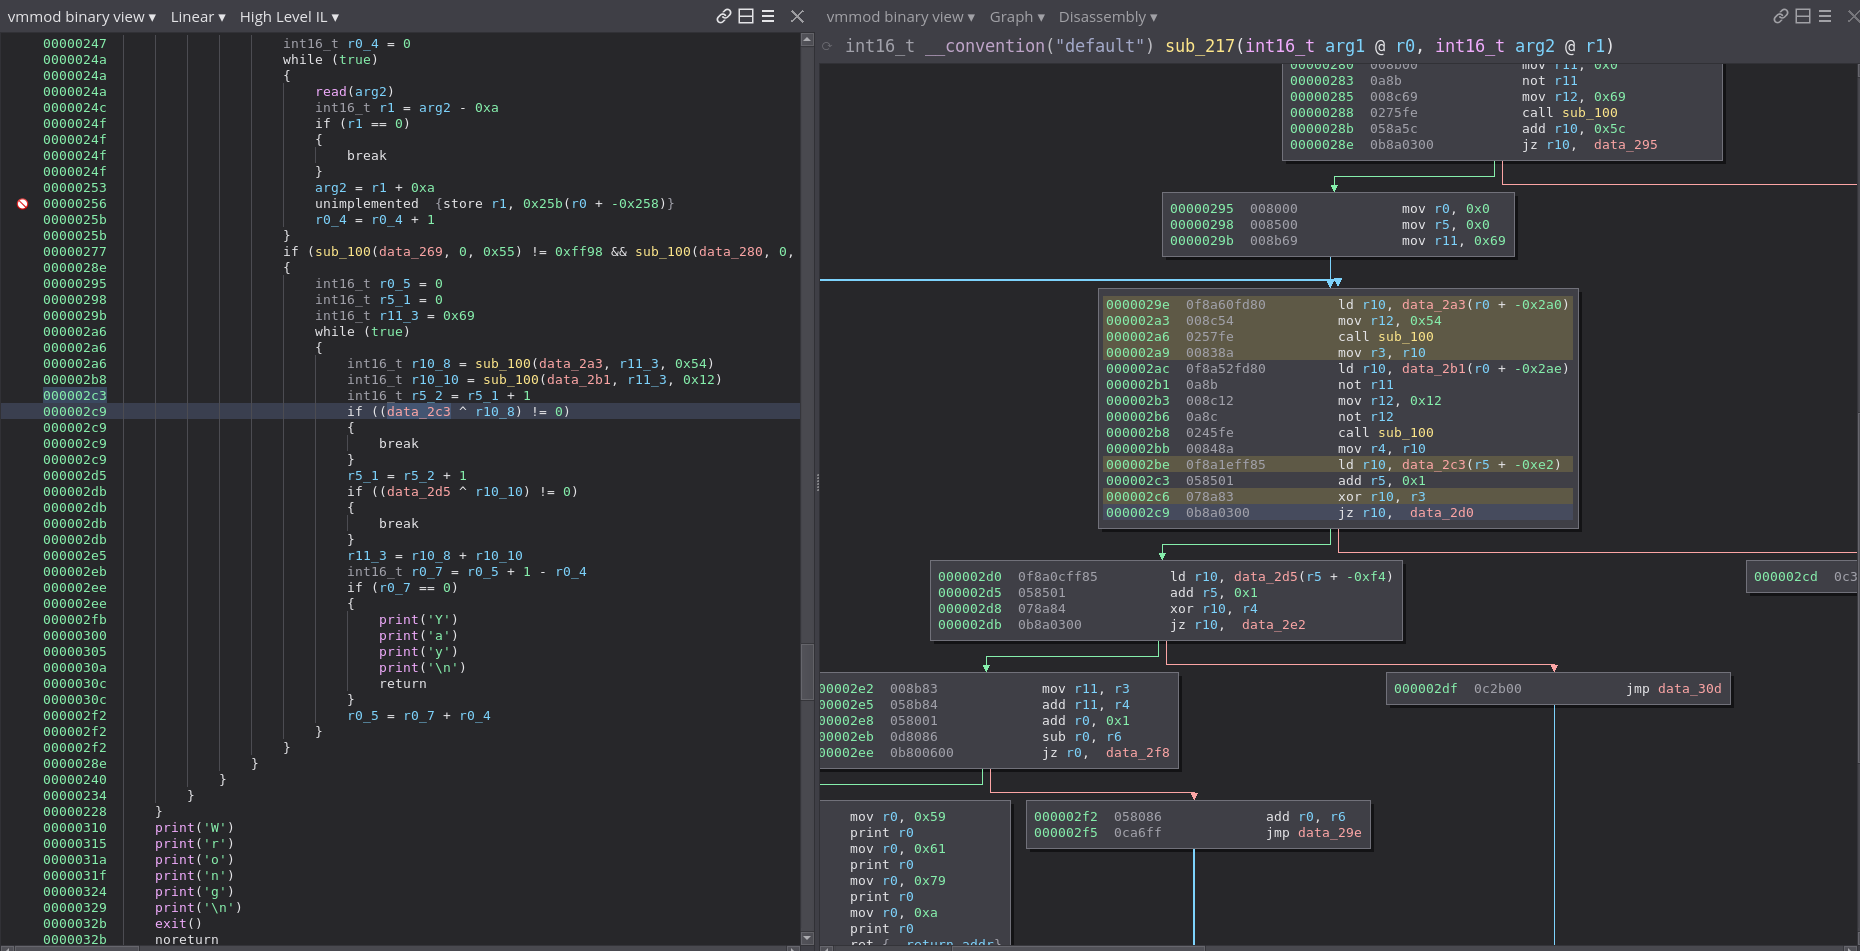 vmmod binary view ▾ Linear ▾ High Level IL ▾
00000247 int16_t r0_4 = 0
0000024a while (true)
0000024a {
0000024a read(arg2)
0000024c int16_t r1 = arg2 - 0xa
0000024f if (r1 == 0)
0000024f {
0000024f break
0000024f }
00000253 arg2 = r1 + 0xa
00000256 unimplemented {store r1, 0x25b(r0 + -0x258)}
0000025b r0_4 = r0_4 + 1
0000025b }
00000277 if (sub_100(data_269, 0, 0x55) != 0xff98 && sub_100(data_280, 0,
0000028e {
00000295 int16_t r0_5 = 0
00000298 int16_t r5_1 = 0
0000029b int16_t r11_3 = 0x69
000002a6 while (true)
000002a6 {
000002a6 int16_t r10_8 = sub_100(data_2a3, r11_3, 0x54)
000002b8 int16_t r10_10 = sub_100(data_2b1, r11_3, 0x12)
000002c3 int16_t r5_2 = r5_1 + 1
000002c9 if ((data_2c3 ^ r10_8) != 0)
000002c9 {
000002c9 break
000002c9 }
000002d5 r5_1 = r5_2 + 1
000002db if ((data_2d5 ^ r10_10) != 0)
000002db {
000002db break
000002db }
000002e5 r11_3 = r10_8 + r10_10
000002eb int16_t r0_7 = r0_5 + 1 - r0_4
000002ee if (r0_7 == 0)
000002ee {
000002fb print('Y')
00000300 print('a')
00000305 print('y')
0000030a print('\n')
0000030c return
0000030c }
000002f2 r0_5 = r0_7 + r0_4
000002f2 }
000002f2 }
0000028e }
00000240 }
00000234 }
00000228 }
00000310 print('W')
00000315 print('r')
0000031a print('o')
0000031f print('n')
00000324 print('g')
00000329 print('\n')
0000032b exit()
0000032b noreturn
vmmod binary view ▾ Graph ▾ Disassembly ▾
int16_t __convention("default") sub_217(int16_t arg1 @ r0, int16_t arg2 @ r1)
00000280 008b00 mov r11, 0x0
00000283 0a8b not r11
00000285 008c69 mov r12, 0x69
00000288 0275fe call sub_100
0000028b 058a5c add r10, 0x5c
0000028e 0b8a0300 jz r10, data_295
00000295 008000 mov r0, 0x0
00000298 008500 mov r5, 0x0
0000029b 008b69 mov r11, 0x69
0000029e 0f8a60fd80 ld r10, data_2a3(r0 + -0x2a0)
000002a3 008c54 mov r12, 0x54
000002a6 0257fe call sub_100
000002a9 00838a mov r3, r10
000002ac 0f8a52fd80 ld r10, data_2b1(r0 + -0x2ae)
000002b1 0a8b not r11
000002b3 008c12 mov r12, 0x12
000002b6 0a8c not r12
000002b8 0245fe call sub_100
000002bb 00848a mov r4, r10
000002be 0f8a1eff85 ld r10, data_2c3(r5 + -0xe2)
000002c3 058501 add r5, 0x1
000002c6 078a83 xor r10, r3
000002c9 0b8a0300 jz r10, data_2d0
000002d0 0f8a0cff85 ld r10, data_2d5(r5 + -0xf4)
000002d5 058501 add r5, 0x1
000002d8 078a84 xor r10, r4
000002db 0b8a0300 jz r10, data_2e2
000002cd 0c3
00002e2 008b83 mov r11, r3
00002e5 058b84 add r11, r4
00002e8 058001 add r0, 0x1
00002eb 0d8086 sub r0, r6
00002ee 0b800600 jz r0, data_2f8
000002df 0c2b00 jmp data_30d
mov r0, 0x59
print r0
mov r0, 0x61
print r0
mov r0, 0x79
print r0
mov r0, 0xa
print r0
ret {__return_addr}
000002f2 058086 add r0, r6
000002f5 0ca6ff jmp data_29e